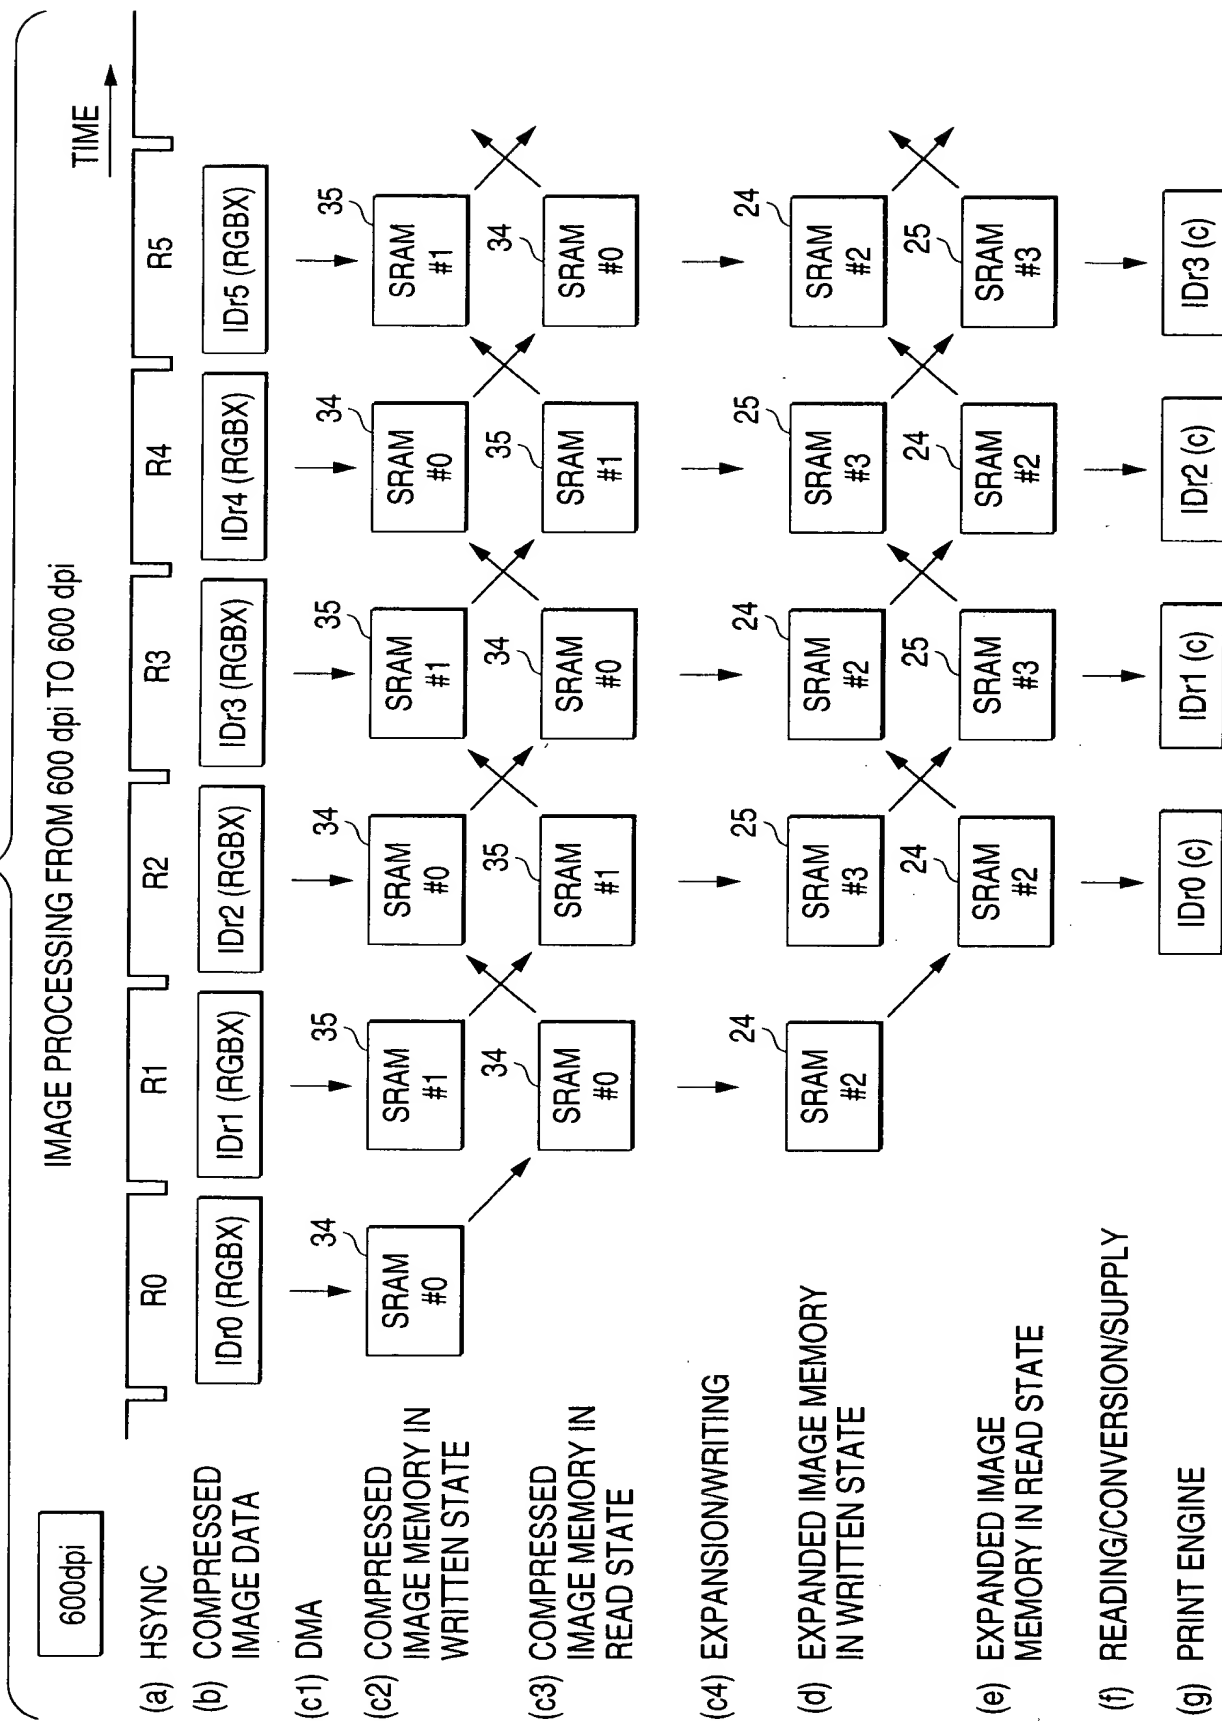 600dpi
IMAGE PROCESSING FROM 600 dpi TO 600 dpi
TIME
(a) HSYNC
R0 R1 R2 R3 R4 R5
(b) COMPRESSED
IMAGE DATA
IDr0 (RGBX) IDr1 (RGBX) IDr2 (RGBX) IDr3 (RGBX) IDr4 (RGBX) IDr5 (RGBX)
(c1) DMA
34 35 34 35 34 35
(c2) COMPRESSED
IMAGE MEMORY IN
WRITTEN STATE
SRAM SRAM SRAM SRAM SRAM SRAM
#0 #1 #0 #1 #0 #1
34 35 34 35 34
(c3) COMPRESSED
IMAGE MEMORY IN
READ STATE
SRAM SRAM SRAM SRAM SRAM
#0 #1 #0 #1 #0
(c4) EXPANSION/WRITING
24 25 24 25 24
(d) EXPANDED IMAGE MEMORY
IN WRITTEN STATE
SRAM SRAM SRAM SRAM SRAM
#2 #3 #2 #3 #2
24 25 24 25
(e) EXPANDED IMAGE
MEMORY IN READ STATE
SRAM SRAM SRAM SRAM
#2 #3 #2 #3
(f) READING/CONVERSION/SUPPLY
(g) PRINT ENGINE
IDr0 (c) IDr1 (c) IDr2 (c) IDr3 (c)